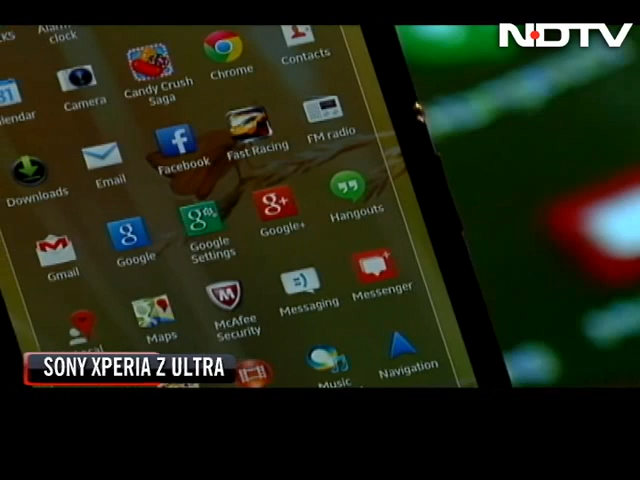 NDTV
Alarm
clock
Contacts
Chrome
Candy Crush
Saga
Camera
FM radio
Fast Racing
Facebook
Email
Downloads
Hangouts
Google+
Google
Settings
Google
Gmail
Messenger
Messaging
McAfee
Security
Maps
Navigation
Music
SONY XPERIA Z ULTRA